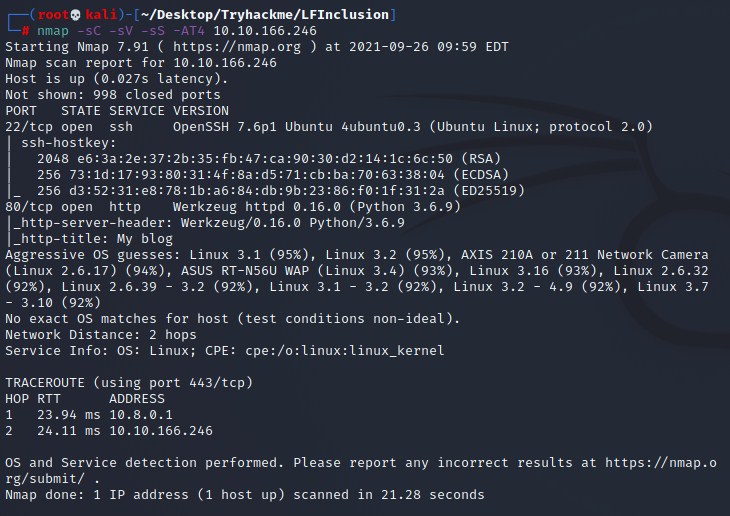 ┌──(root💀kali)-[~/Desktop/Tryhackme/LFInclusion]
└─# nmap -sC -sV -sS -AT4 10.10.166.246
Starting Nmap 7.91 ( https://nmap.org ) at 2021-09-26 09:59 EDT
Nmap scan report for 10.10.166.246
Host is up (0.027s latency).
Not shown: 998 closed ports
PORT   STATE SERVICE VERSION
22/tcp open  ssh     OpenSSH 7.6p1 Ubuntu 4ubuntu0.3 (Ubuntu Linux; protocol 2.0)
| ssh-hostkey:
|   2048 e6:3a:2e:37:2b:35:fb:47:ca:90:30:d2:14:1c:6c:50 (RSA)
|   256 73:1d:17:93:80:31:4f:8a:d5:71:cb:ba:70:63:38:04 (ECDSA)
|_  256 d3:52:31:e8:78:1b:a6:84:db:9b:23:86:f0:1f:31:2a (ED25519)
80/tcp open  http    Werkzeug httpd 0.16.0 (Python 3.6.9)
|_http-server-header: Werkzeug/0.16.0 Python/3.6.9
|_http-title: My blog
Aggressive OS guesses: Linux 3.1 (95%), Linux 3.2 (95%), AXIS 210A or 211 Network Camera
(Linux 2.6.17) (94%), ASUS RT-N56U WAP (Linux 3.4) (93%), Linux 3.16 (93%), Linux 2.6.32
(92%), Linux 2.6.39 - 3.2 (92%), Linux 3.1 - 3.2 (92%), Linux 3.2 - 4.9 (92%), Linux 3.7
- 3.10 (92%)
No exact OS matches for host (test conditions non-ideal).
Network Distance: 2 hops
Service Info: OS: Linux; CPE: cpe:/o:linux:linux_kernel

TRACEROUTE (using port 443/tcp)
HOP RTT      ADDRESS
1   23.94 ms 10.8.0.1
2   24.11 ms 10.10.166.246

OS and Service detection performed. Please report any incorrect results at https://nmap.o
rg/submit/ .
Nmap done: 1 IP address (1 host up) scanned in 21.28 seconds